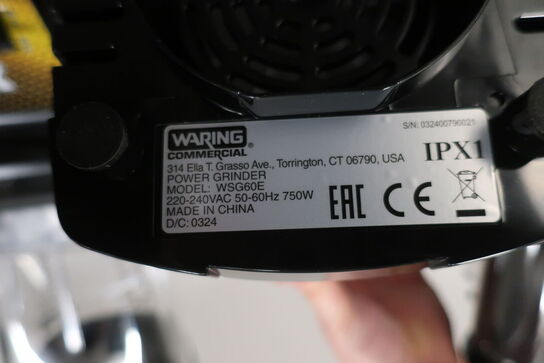 WARING
COMMERCIAL
S/N: 032400790021
314 Ella T. Grasso Ave., Torrington, CT 06790, USA
IPX1
POWER GRINDER
MODEL: WSG60E
220-240VAC 50-60Hz 750W
MADE IN CHINA
D/C: 0324
EAC CE